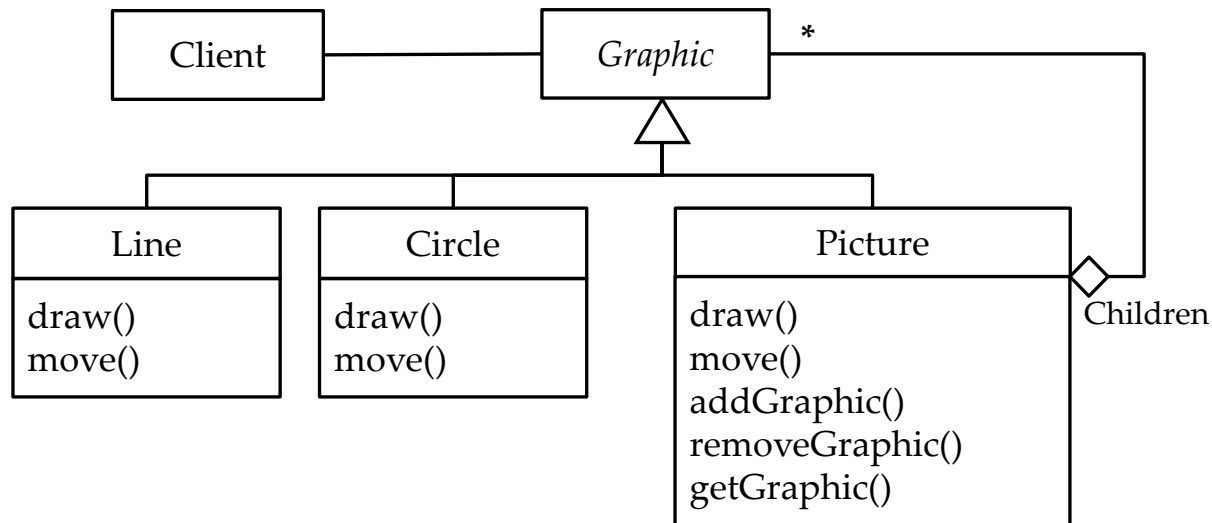 Client
Graphic
*
Line
draw()
move()
Circle
draw()
move()
Picture
draw()
move()
addGraphic()
removeGraphic()
getGraphic()
Children